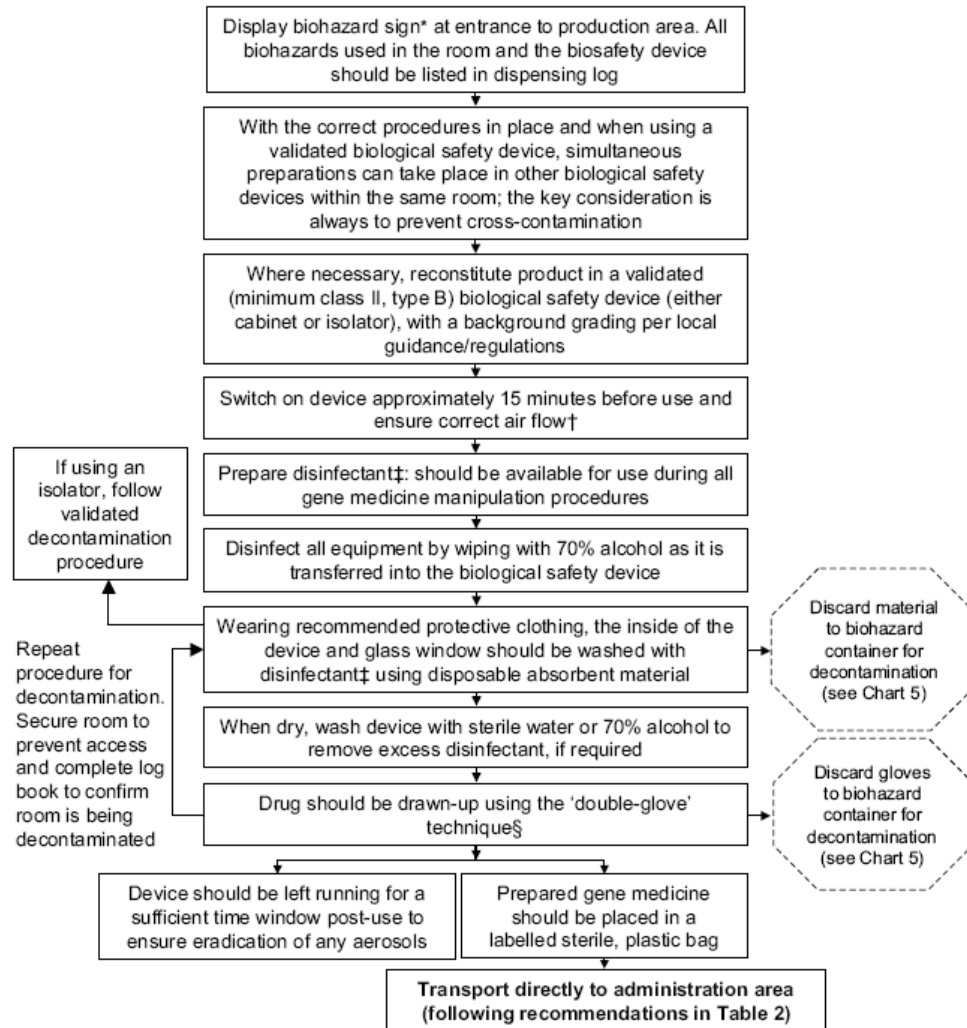 Display biohazard sign* at entrance to production area. All
biohazards used in the room and the biosafety device
should be listed in dispensing log
With the correct procedures in place and when using a
validated biological safety device, simultaneous
preparations can take place in other biological safety
devices within the same room; the key consideration is
always to prevent cross-contamination
Where necessary, reconstitute product in a validated
(minimum class II, type B) biological safety device (either
cabinet or isolator), with a background grading per local
guidance/regulations
Switch on device approximately 15 minutes before use and
ensure correct air flow†
If using an
isolator, follow
validated
decontamination
procedure
Prepare disinfectant‡: should be available for use during all
gene medicine manipulation procedures
Disinfect all equipment by wiping with 70% alcohol as it is
transferred into the biological safety device
Wearing recommended protective clothing, the inside of the
device and glass window should be washed with
disinfectant‡ using disposable absorbent material
Discard material
to biohazard
container for
decontamination
(see Chart 5)
Repeat
procedure for
decontamination.
Secure room to
prevent access
and complete log
book to confirm
room is being
decontaminated
When dry, wash device with sterile water or 70% alcohol to
remove excess disinfectant, if required
Drug should be drawn-up using the ‘double-glove’
technique§
Discard gloves
to biohazard
container for
decontamination
(see Chart 5)
Device should be left running for a
sufficient time window post-use to
ensure eradication of any aerosols
Prepared gene medicine
should be placed in a
labelled sterile, plastic bag
Transport directly to administration area
(following recommendations in Table 2)